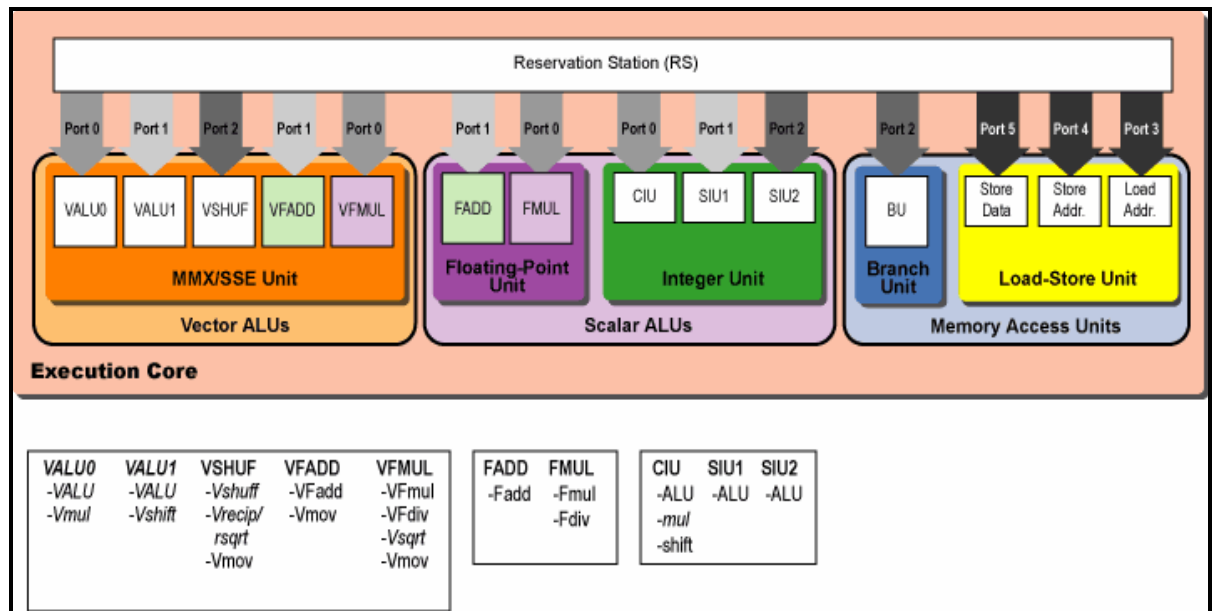 Reservation Station (RS)
Port 0 Port 1 Port 2 Port 1 Port 0 Port 1 Port 0 Port 0 Port 1 Port 2 Port 2 Port 5 Port 4 Port 3
VALU0 VALU1 VSHUF VFADD VFMUL
MMX/SSE Unit
Vector ALUs
FADD FMUL
Floating-Point
Unit
CIU SIU1 SIU2
Integer Unit
Scalar ALUs
BU
Branch
Unit
Store
Data
Store
Addr.
Load
Addr.
Load-Store Unit
Memory Access Units
Execution Core
VALU0 VALU1 VSHUF VFADD VFMUL
-VALU -VALU -Vshuff -VFadd -VFmul
-Vmul -Vshift -Vrecip/ -Vmov -VFdiv
rsqrt -Vsqrt
-Vmov -Vmov
FADD FMUL
-Fadd -Fmul
-Fdiv
CIU SIU1 SIU2
-ALU -ALU -ALU
-mul
-shift